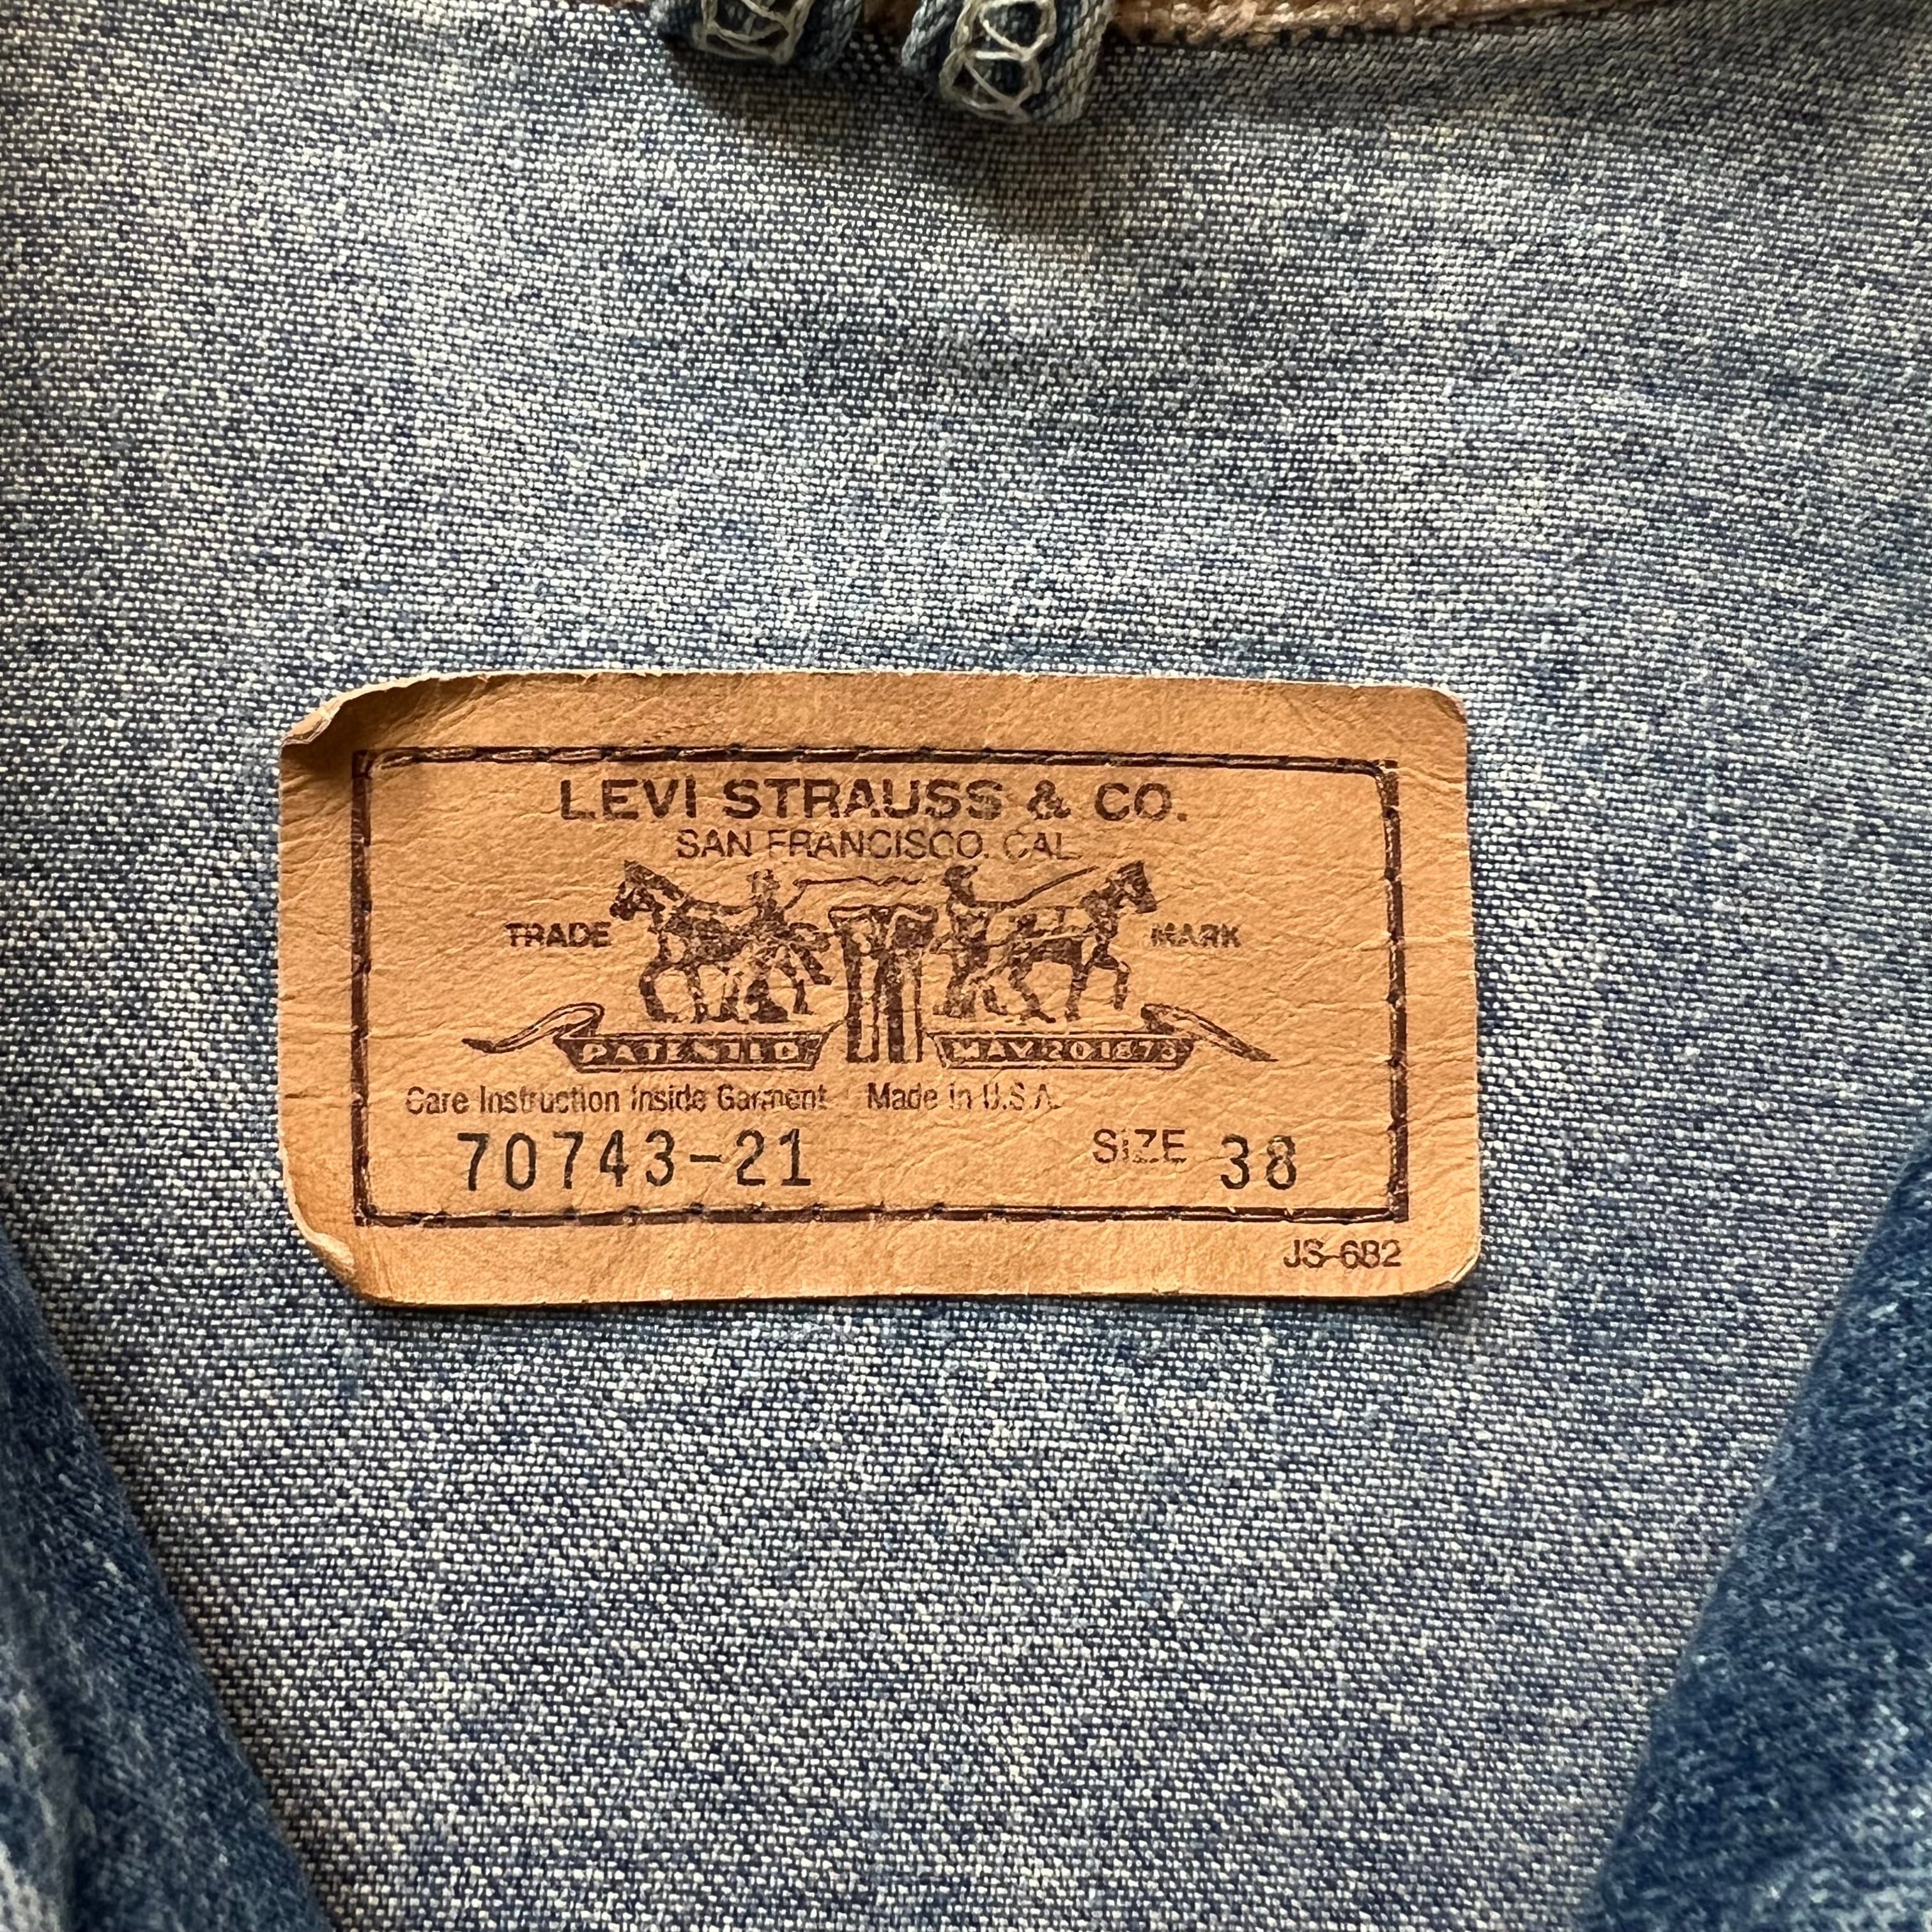 LEVI STRAUSS & CO.
SAN FRANCISCO, CAL.
TRADE MARK
PATENTED MAY 20 1873
Care Instruction Inside Garment Made in U.S.A.
70743-21 SIZE 38
JS-682